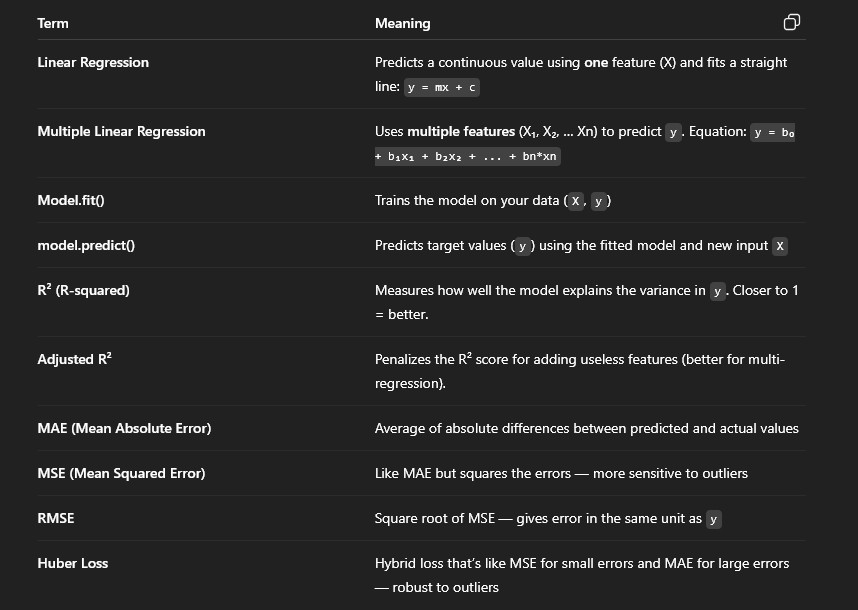 Term Meaning
Linear Regression Predicts a continuous value using one feature (X) and fits a straight
line: y = mx + c
Multiple Linear Regression Uses multiple features (X₁, X₂, ... Xn) to predict y. Equation: y = b₀
+ b₁x₁ + b₂x₂ + ... + bn*xn
Model.fit() Trains the model on your data (X, y)
model.predict() Predicts target values (y) using the fitted model and new input X
R² (R-squared) Measures how well the model explains the variance in y. Closer to 1
= better.
Adjusted R² Penalizes the R² score for adding useless features (better for multi-
regression).
MAE (Mean Absolute Error) Average of absolute differences between predicted and actual values
MSE (Mean Squared Error) Like MAE but squares the errors — more sensitive to outliers
RMSE Square root of MSE — gives error in the same unit as y
Huber Loss Hybrid loss that's like MSE for small errors and MAE for large errors
— robust to outliers